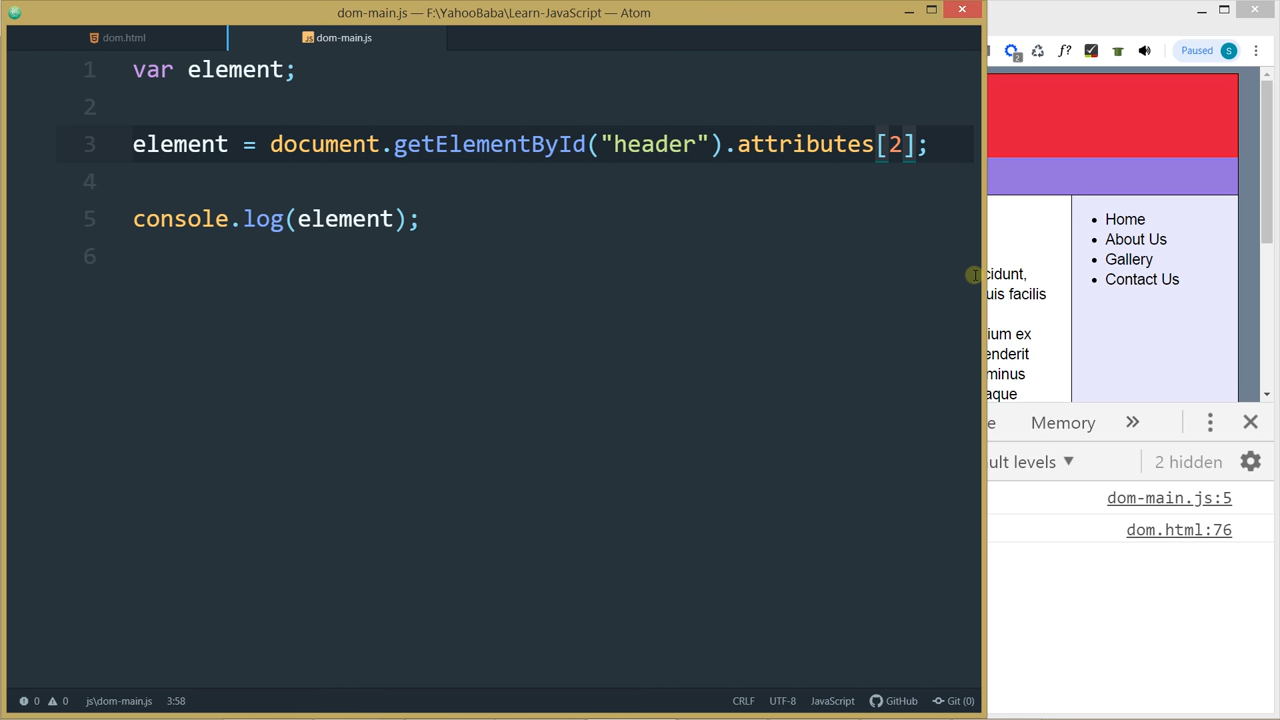 dom-main.js — F:\YahooBaba\Learn-JavaScript — Atom
dom.html
dom-main.js
1 var element;
2
3 element = document.getElementById("header").attributes[2];
4
5 console.log(element);
6
0 0 js\dom-main.js 3:58
CRLF UTF-8 JavaScript GitHub Git (0)
2 f? Paused S
Home
About Us
Gallery
Contact Us
cidunt,
uis facilis
ium ex
enderit
minus
aque
e Memory
ult levels ▼ 2 hidden
dom-main.js:5
dom.html:76